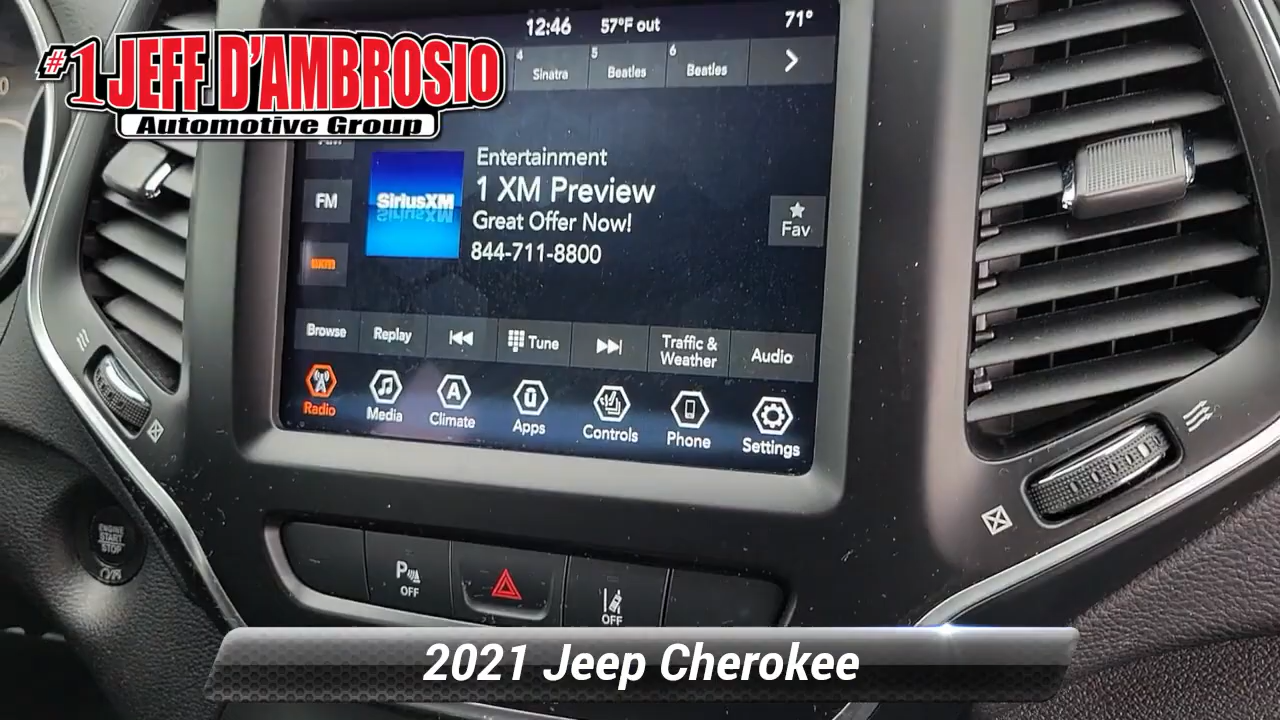 12:46 57°F out 71°
#1 JEFF D'AMBROSIO
Automotive Group
4 Sinatra 5 Beatles 6 Beatles
Entertainment
1 XM Preview
Great Offer Now!
844-711-8800
SiriusXM
FM
Fav
Browse Replay Tune Traffic & Weather Audio
Radio Media Climate Apps Controls Phone Settings
ENGINE
START
STOP
P OFF
OFF
2021 Jeep Cherokee